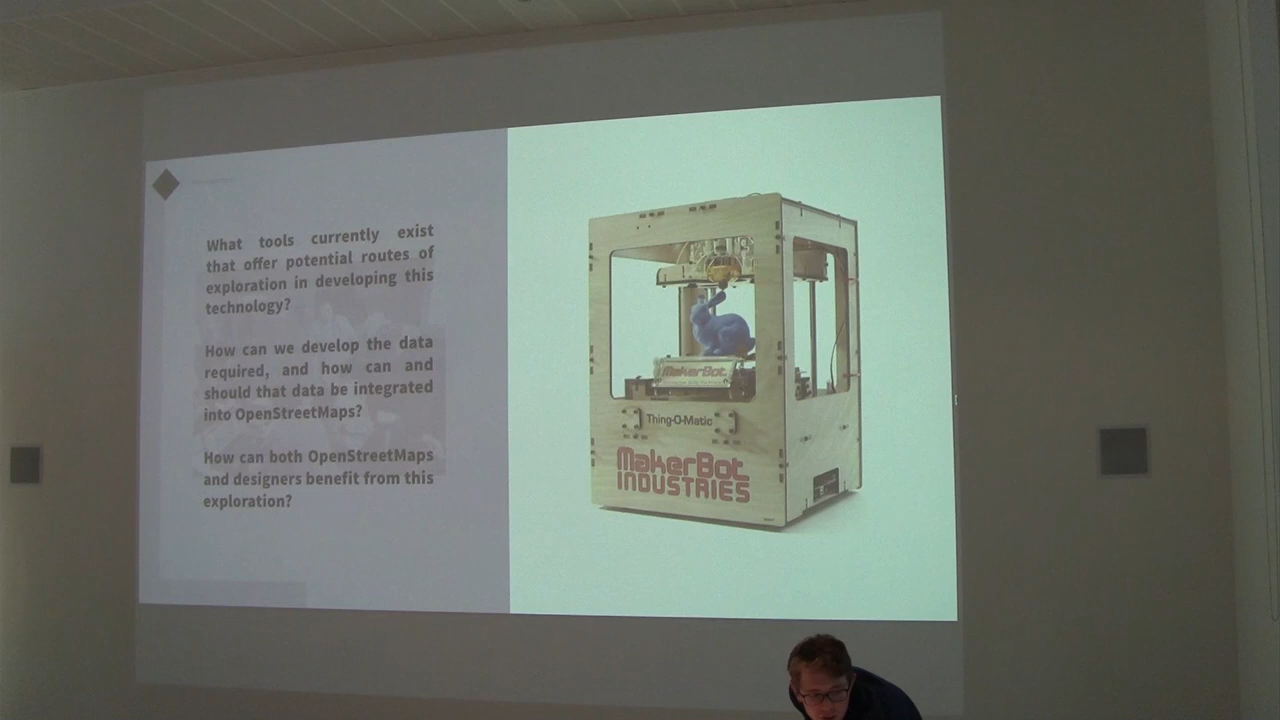 What tools currently exist
that offer potential routes of
exploration in developing this
technology?
How can we develop the data
required, and how can and
should that data be integrated
into OpenStreetMaps?
How can both OpenStreetMaps
and designers benefit from this
exploration?
MakerBot.
Thing-O-Matic
MakerBot
INDUSTRIES